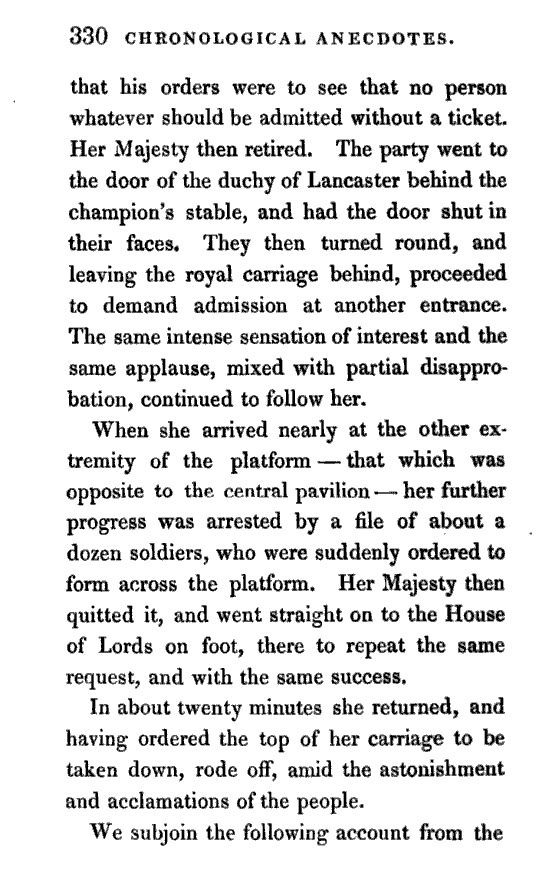 330 CHRONOLOGICAL ANECDOTES.
that his orders were to see that no person
whatever should be admitted without a ticket.
Her Majesty then retired. The party went to
the door of the duchy of Lancaster behind the
champion's stable, and had the door shut in
their faces. They then turned round, and
leaving the royal carriage behind, proceeded
to demand admission at another entrance.
The same intense sensation of interest and the
same applause, mixed with partial disappro-
bation, continued to follow her.
When she arrived nearly at the other ex-
tremity of the platform — that which was
opposite to the central pavilion — her further
progress was arrested by a file of about a
dozen soldiers, who were suddenly ordered to
form across the platform. Her Majesty then
quitted it, and went straight on to the House
of Lords on foot, there to repeat the same
request, and with the same success.
In about twenty minutes she returned, and
having ordered the top of her carriage to be
taken down, rode off, amid the astonishment
and acclamations of the people.
We subjoin the following account from the